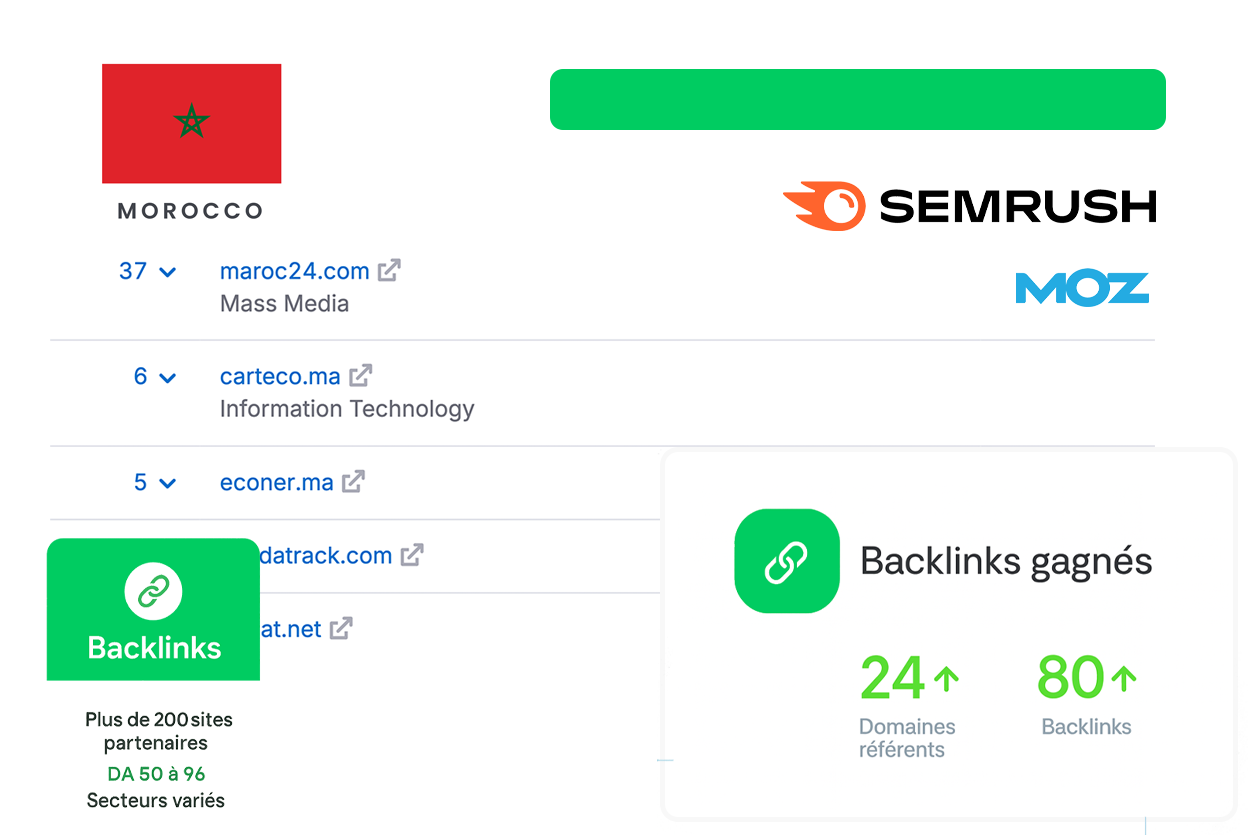 MOROCCO
SEMRUSH
MOZ
37
maroc24.com
Mass Media
6
carteco.ma
Information Technology
5
econer.ma
datrack.com
at.net
Backlinks
Plus de 200 sites
partenaires
DA 50 à 96
Secteurs variés
Backlinks gagnés
24 80
Domaines Backlinks
référents